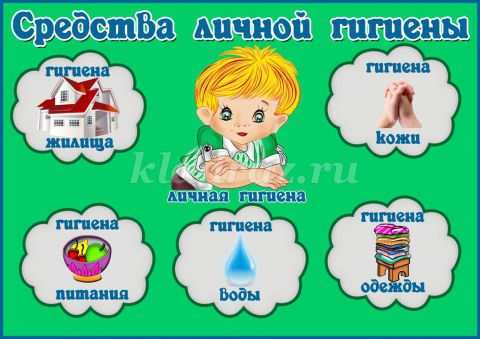 Средства личной гигиены
гигиена
жилища
гигиена
кожи
личная гигиена
гигиена
питания
гигиена
воды
гигиена
одежды